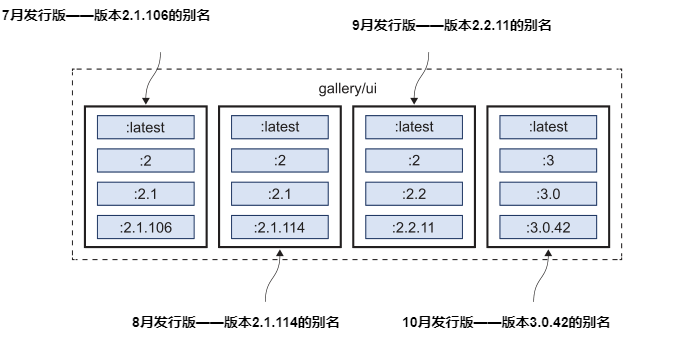 7月发行版——版本2.1.106的别名
9月发行版——版本2.2.11的别名
gallery/ui
:latest
:2
:2.1
:2.1.106
:latest
:2
:2.1
:2.1.114
:latest
:2
:2.2
:2.2.11
:latest
:3
:3.0
:3.0.42
8月发行版——版本2.1.114的别名
10月发行版——版本3.0.42的别名